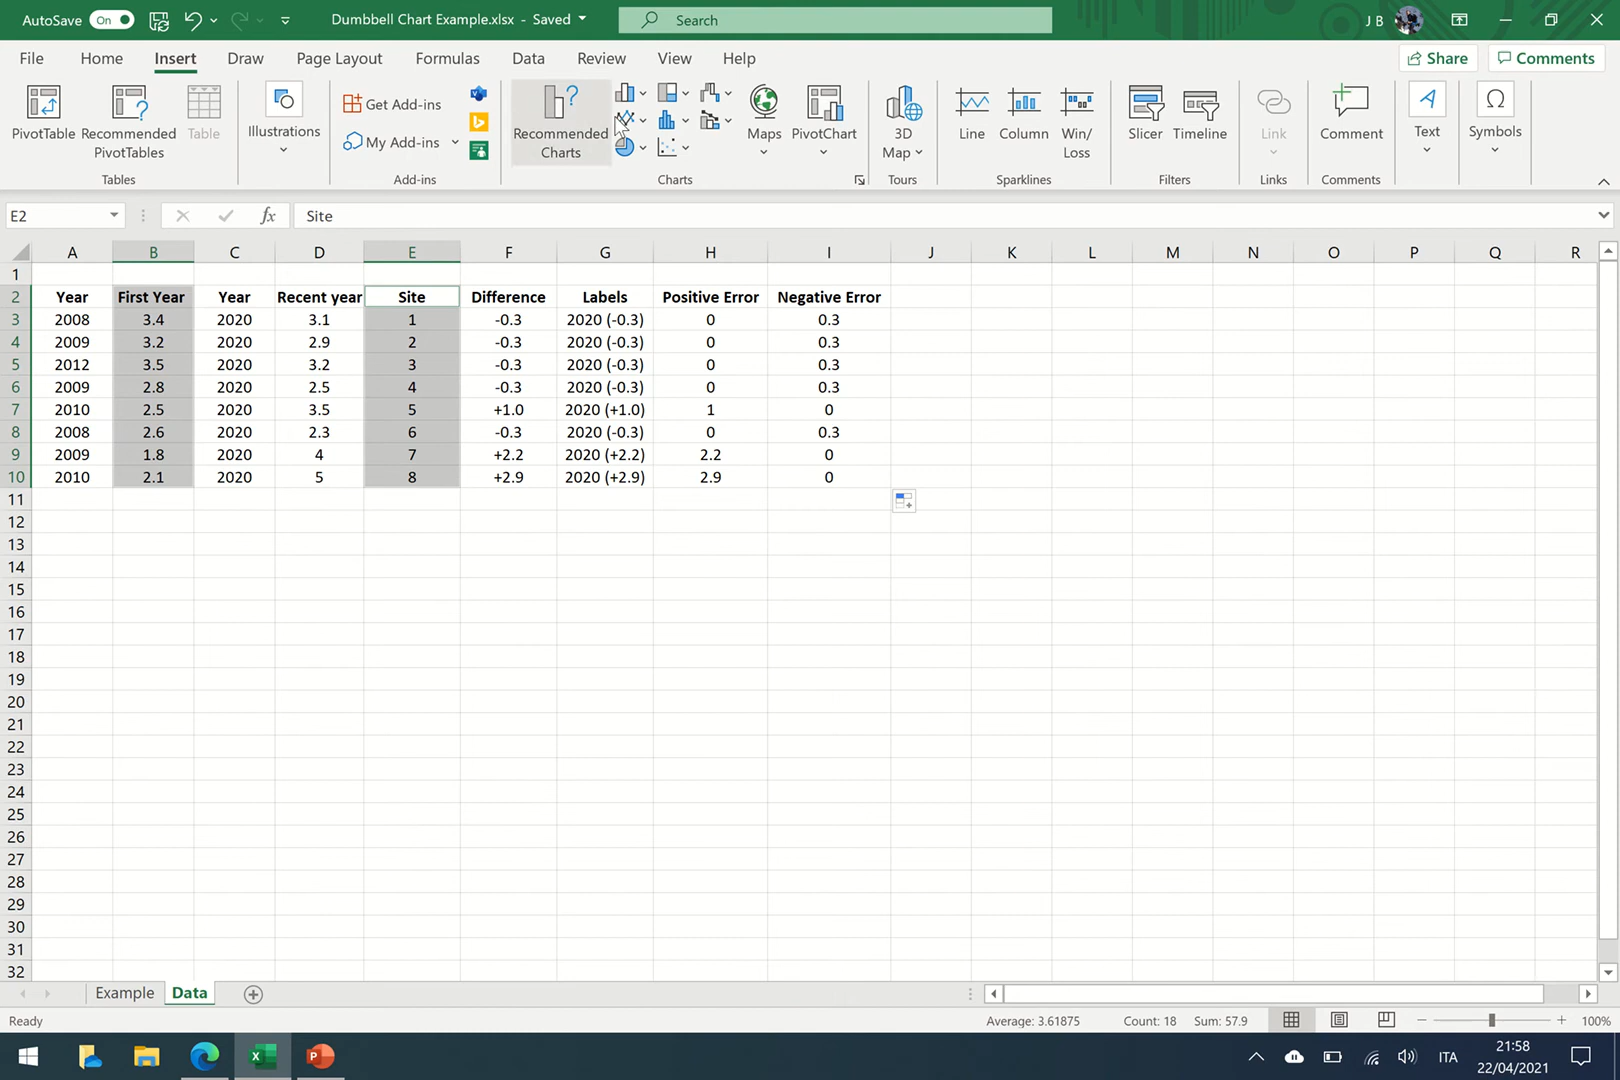 AutoSave On Dumbbell Chart Example.xlsx - Saved Search J B
File Home Insert Draw Page Layout Formulas Data Review View Help Share Comments
PivotTable Recommended PivotTables Table Illustrations Get Add-ins My Add-ins Recommended Charts Maps PivotChart 3D Map Line Column Win/Loss Slicer Timeline Link Comment Text Symbols
Tables Add-ins Charts Tours Sparklines Filters Links Comments
E2 fx Site
A B C D E F G H I J K L M N O P Q R
1
2 Year First Year Year Recent year Site Difference Labels Positive Error Negative Error
3 2008 3.4 2020 3.1 1 -0.3 2020 (-0.3) 0 0.3
4 2009 3.2 2020 2.9 2 -0.3 2020 (-0.3) 0 0.3
5 2012 3.5 2020 3.2 3 -0.3 2020 (-0.3) 0 0.3
6 2009 2.8 2020 2.5 4 -0.3 2020 (-0.3) 0 0.3
7 2010 2.5 2020 3.5 5 +1.0 2020 (+1.0) 1 0
8 2008 2.6 2020 2.3 6 -0.3 2020 (-0.3) 0 0.3
9 2009 1.8 2020 4 7 +2.2 2020 (+2.2) 2.2 0
10 2010 2.1 2020 5 8 +2.9 2020 (+2.9) 2.9 0
11
12
13
14
15
16
17
18
19
20
21
22
23
24
25
26
27
28
29
30
31
32
Example Data
Ready Average: 3.61875 Count: 18 Sum: 57.9 100%
ITA 21:58
22/04/2021